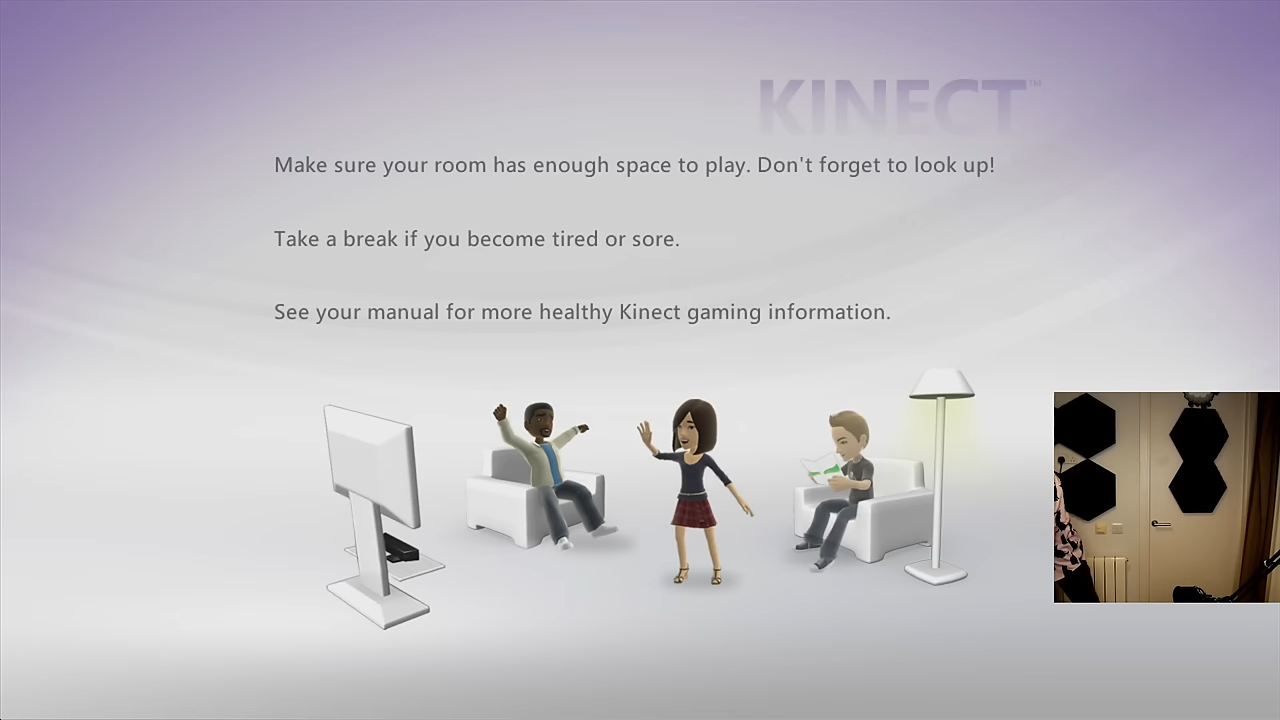 KINECT™
Make sure your room has enough space to play. Don't forget to look up!
Take a break if you become tired or sore.
See your manual for more healthy Kinect gaming information.